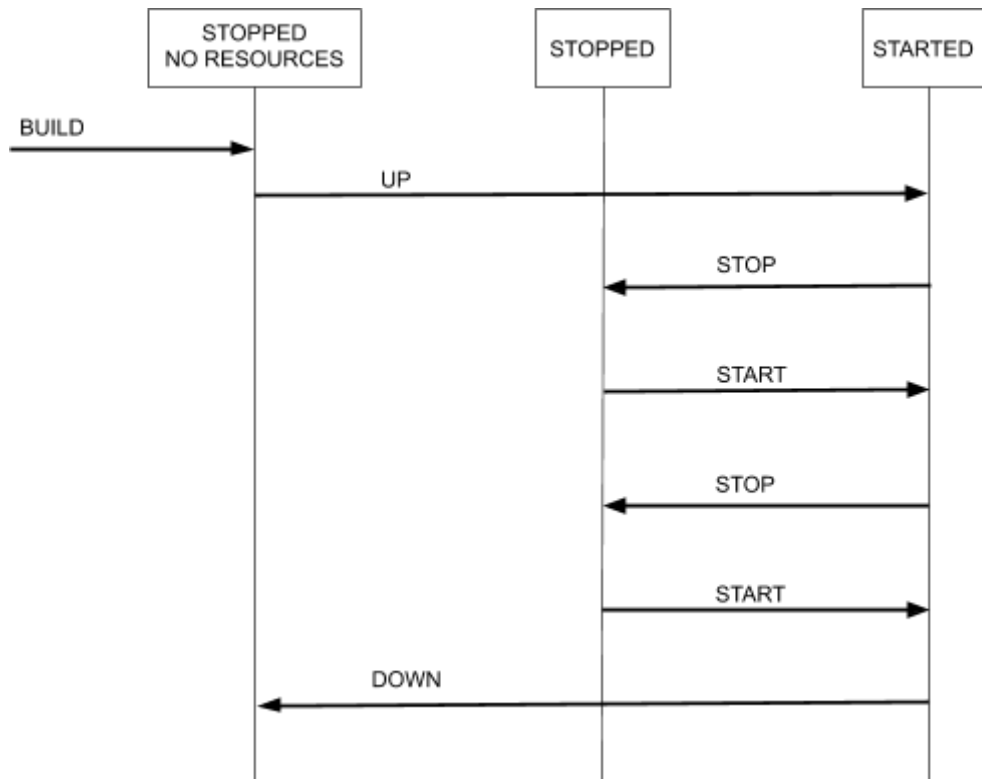 STOPPED
NO RESOURCES
STOPPED
STARTED
BUILD
UP
STOP
START
STOP
START
DOWN